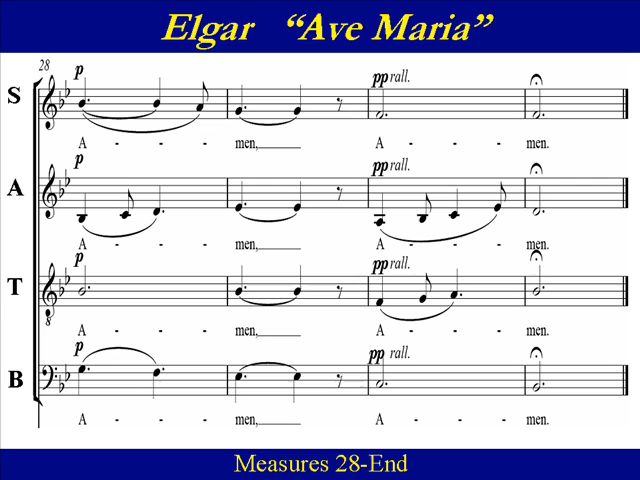 Elgar “Ave Maria”
28
p pp rall.
S
A - - - men, A - - - men.
p pp rall.
A
A - - - men, A - - - men.
p pp rall.
T
A - - - men, A - - - men.
p pp rall.
B
A - - - men, A - - - men.
Measures 28-End